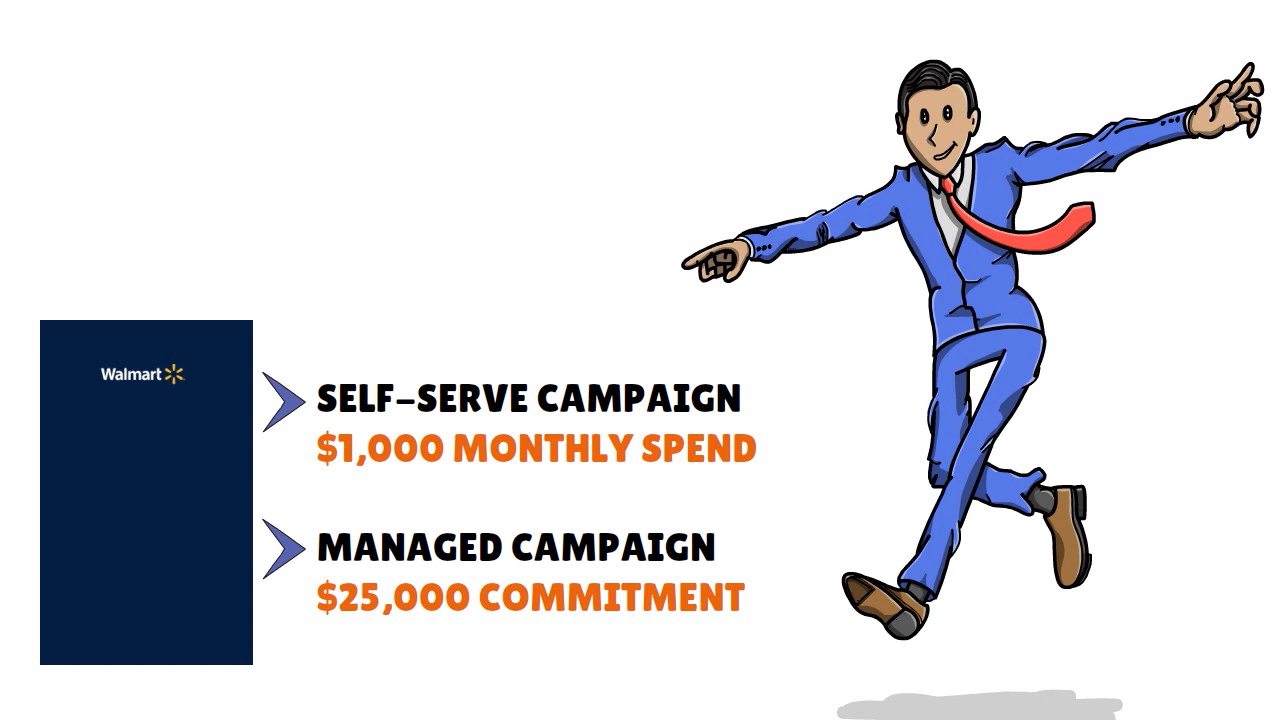 Walmart
SELF-SERVE CAMPAIGN
$1,000 MONTHLY SPEND
MANAGED CAMPAIGN
$25,000 COMMITMENT